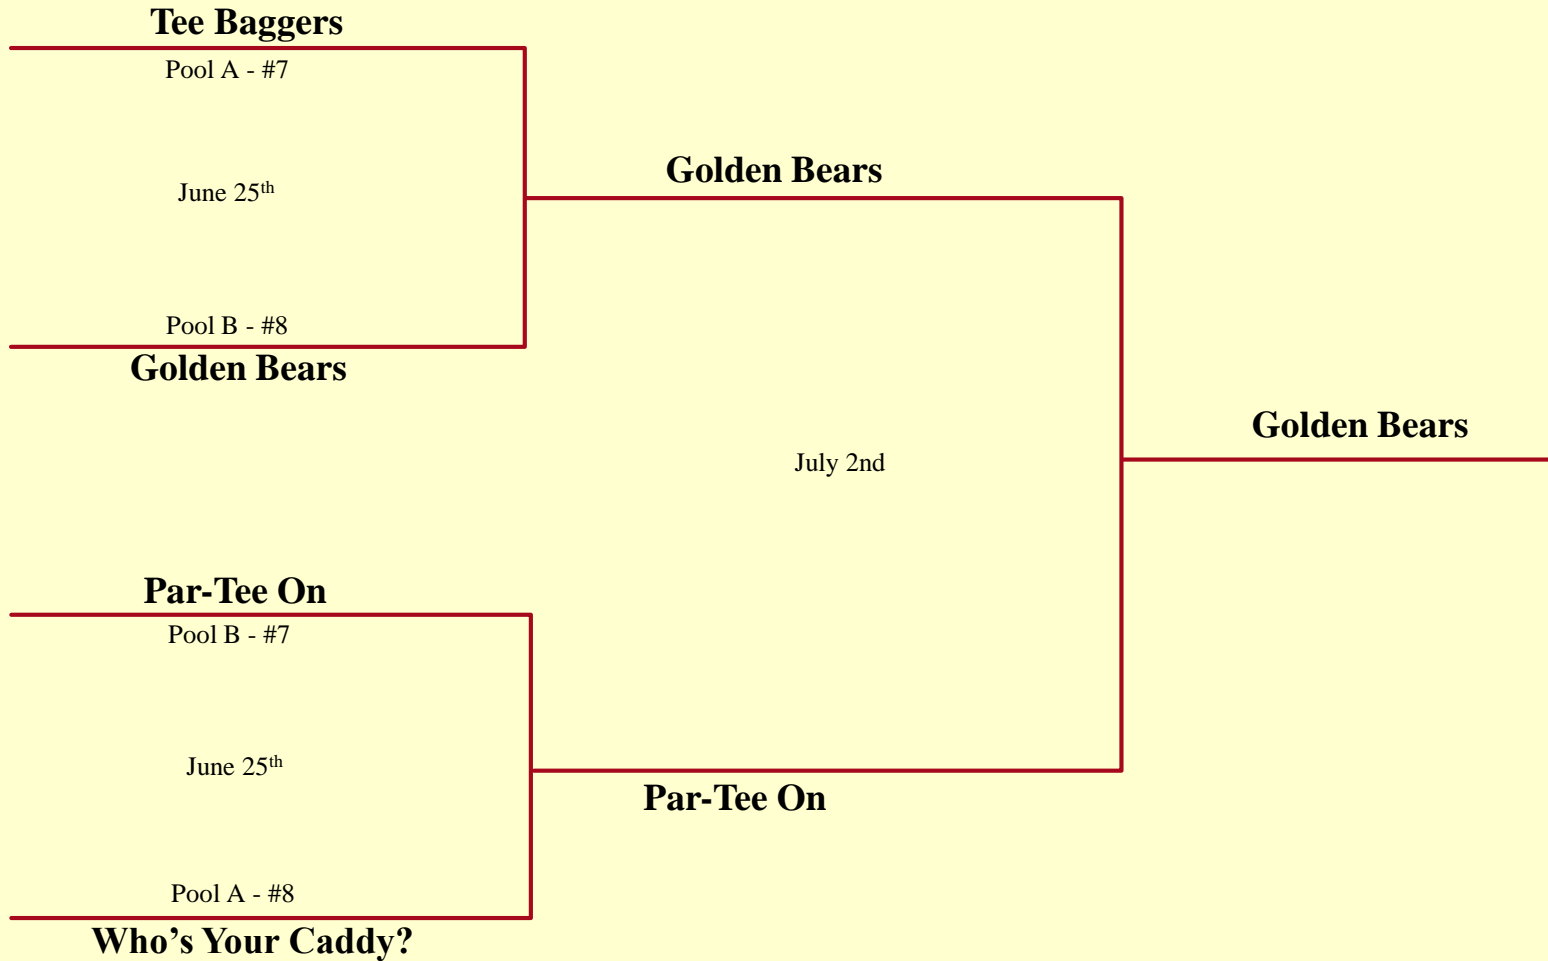 Tee Baggers
Pool A - #7
June 25th
Pool B - #8
Golden Bears
Golden Bears
July 2nd
Golden Bears
Par-Tee On
Pool B - #7
June 25th
Par-Tee On
Pool A - #8
Who's Your Caddy?